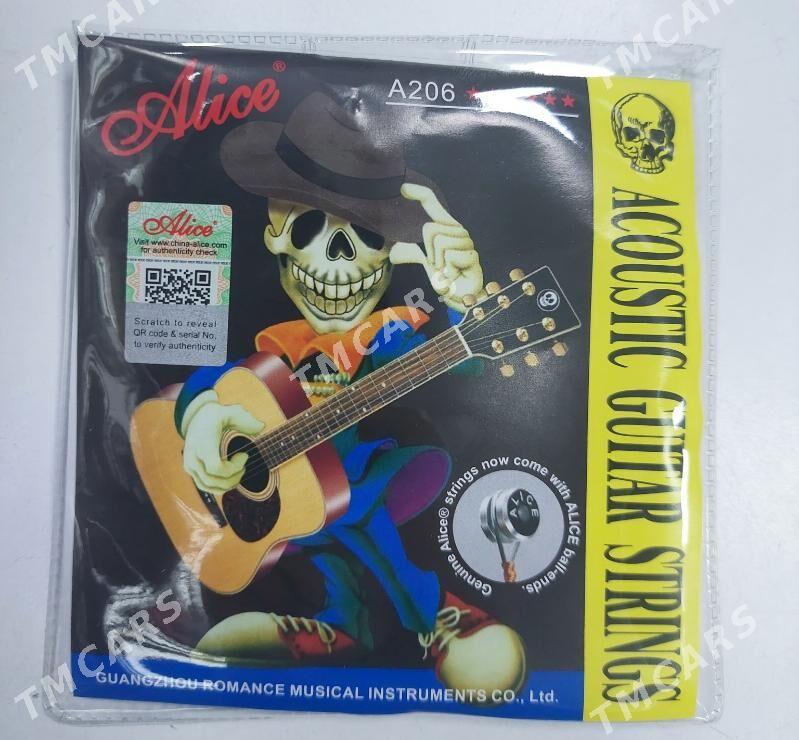 Alice®
A206
ACOUSTIC GUITAR STRINGS
Alice®
Visit www.china-alice.com
for authenticity check
Scratch to reveal
QR code & serial No.
to verify authenticity
Genuine Alice® strings now come with ALICE ball-ends.
ALICE
GUANGZHOU ROMANCE MUSICAL INSTRUMENTS CO., Ltd.
TMCARS
TMCARS
TMCARS
TMCARS
TMCARS
TMCARS
TMCARS